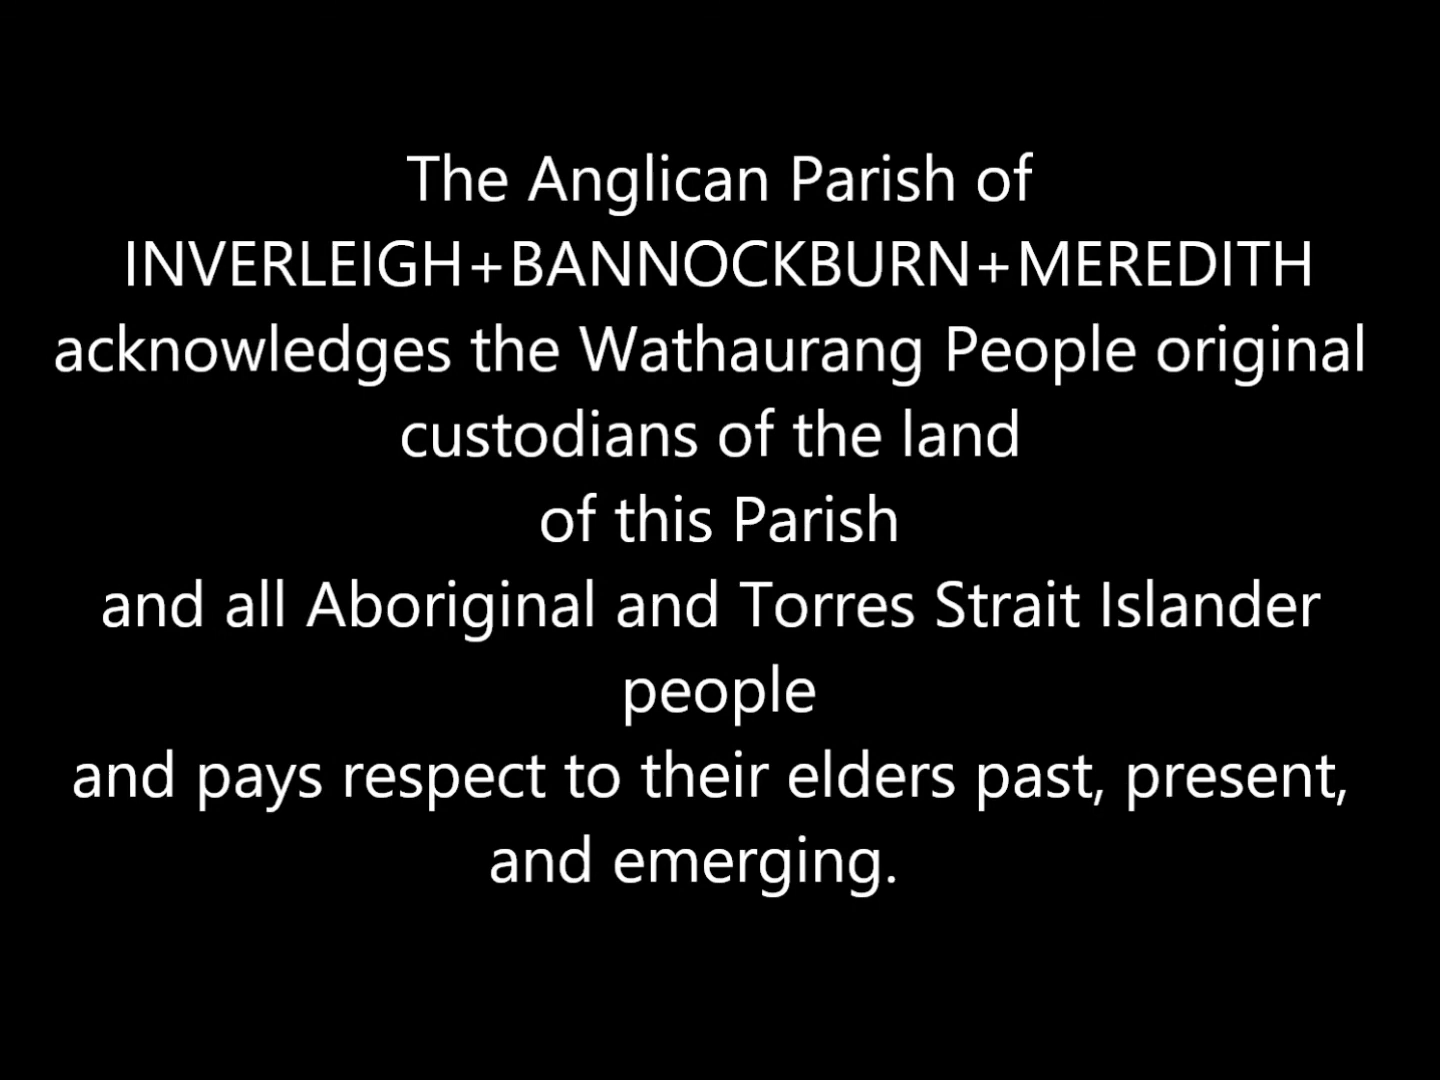 The Anglican Parish of
INVERLEIGH+BANNOCKBURN+MEREDITH
acknowledges the Wathaurang People original
custodians of the land
of this Parish
and all Aboriginal and Torres Strait Islander
people
and pays respect to their elders past, present,
and emerging.